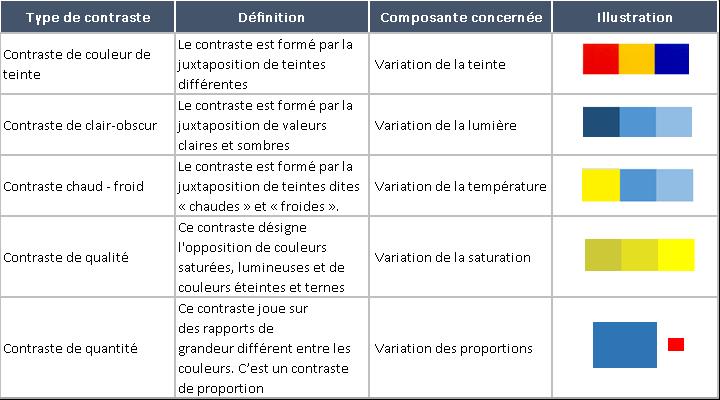 Type de contraste
Définition
Composante concernée
Illustration
Contraste de couleur de
teinte
Le contraste est formé par la
juxtaposition de teintes
différentes
Variation de la teinte
Contraste de clair-obscur
Le contraste est formé par la
juxtaposition de valeurs
claires et sombres
Variation de la lumière
Contraste chaud - froid
Le contraste est formé par la
juxtaposition de teintes dites
« chaudes » et « froides ».
Variation de la température
Contraste de qualité
Ce contraste désigne
l'opposition de couleurs
saturées, lumineuses et de
couleurs éteintes et ternes
Variation de la saturation
Contraste de quantité
Ce contraste joue sur
des rapports de
grandeur différent entre les
couleurs. C’est un contraste
de proportion
Variation des proportions